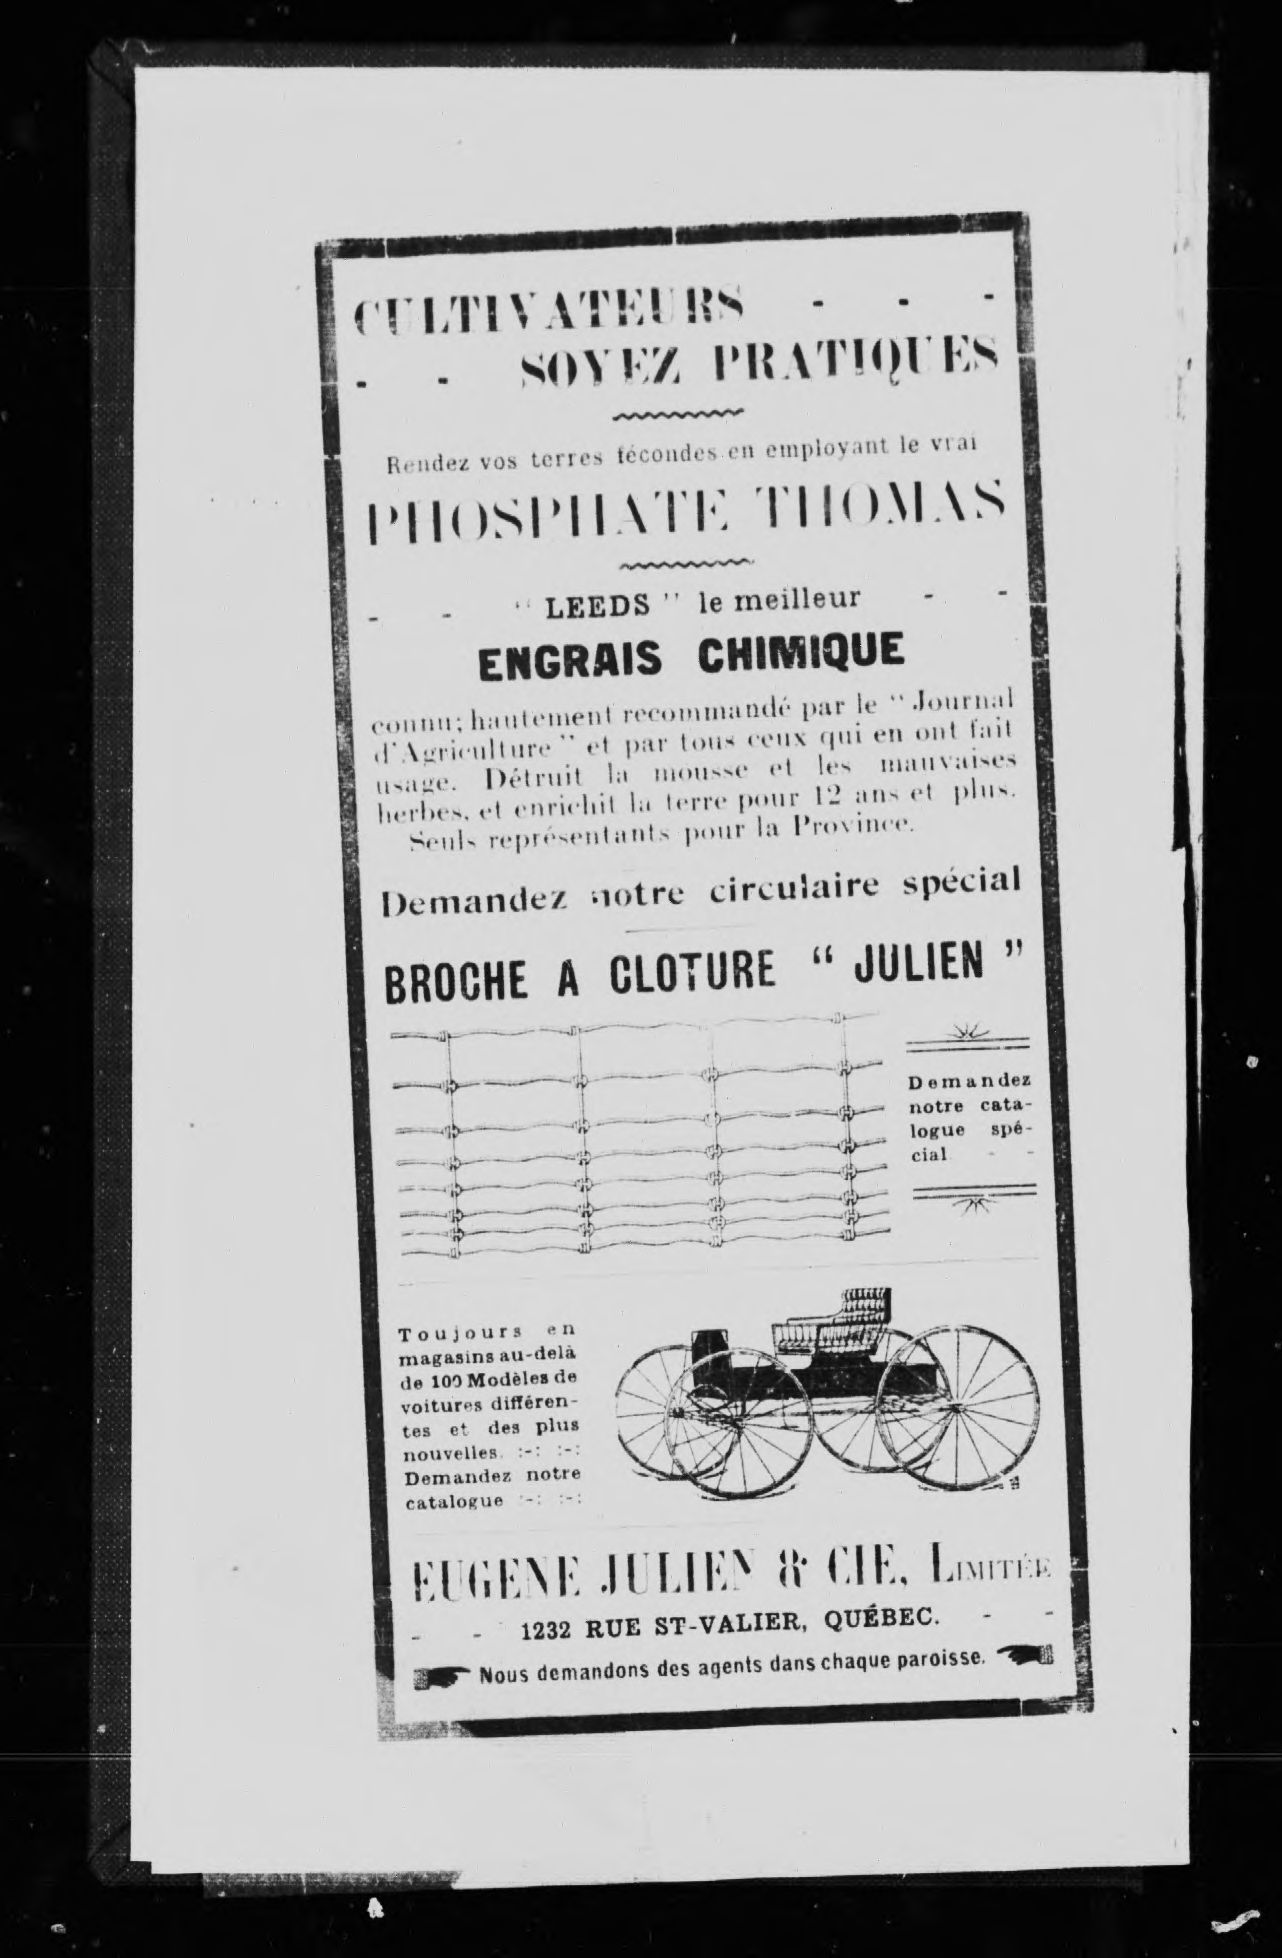 CULTIVATEURS - - -
- - SOYEZ PRATIQUES
Rendez vos terres fécondes en employant le vrai
PHOSPHATE THOMAS
- - " LEEDS " le meilleur - -
ENGRAIS CHIMIQUE
connu; hautement recommandé par le " Journal
d'Agriculture " et par tous ceux qui en ont fait
usage. Détruit la mousse et les mauvaises
herbes, et enrichit la terre pour 12 ans et plus.
Seuls représentants pour la Province.
Demandez notre circulaire spécial
BROCHE A CLOTURE " JULIEN "
Demandez
notre cata-
logue spé-
cial - -
Toujours en
magasins au-delà
de 100 Modèles de
voitures différen-
tes et des plus
nouvelles. :-: :-:
Demandez notre
catalogue :-: :-:
EUGENE JULIEN & CIE, LIMITÉE
- - 1232 RUE ST-VALIER, QUÉBEC. - -
Nous demandons des agents dans chaque paroisse.